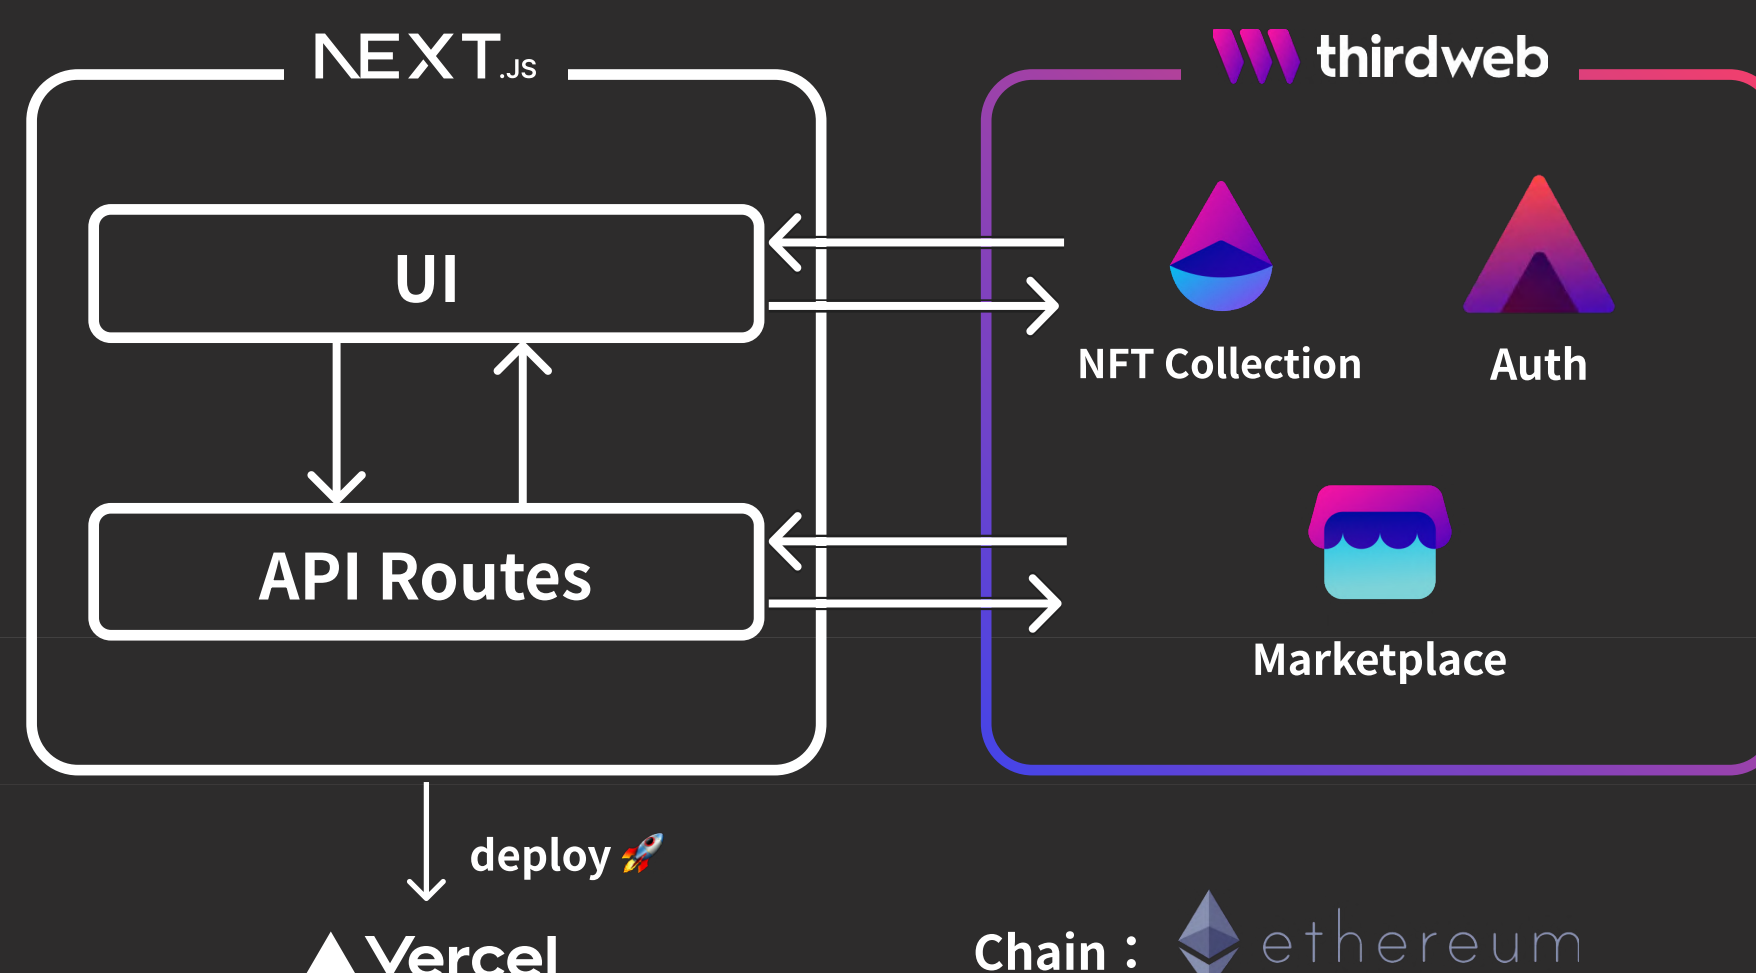 NEXT.JS
thirdweb
UI
NFT Collection
Auth
API Routes
Marketplace
deploy 🚀
Vercel
Chain：
ethereum